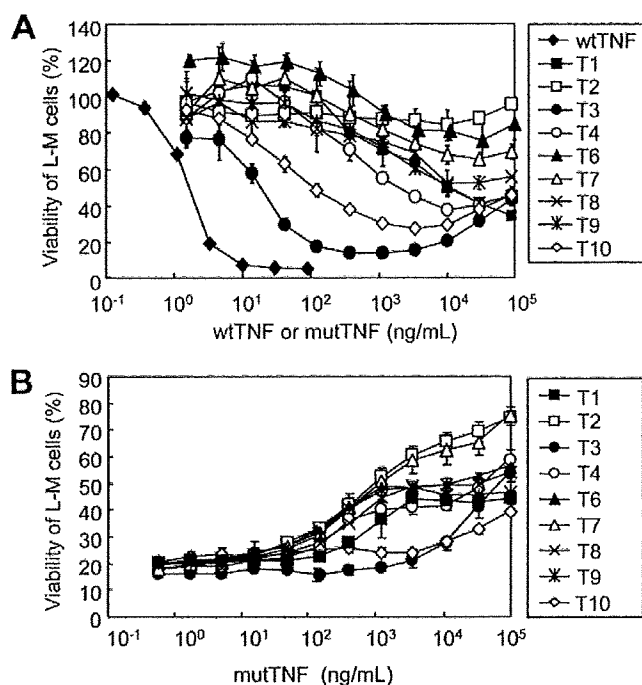 A
Viability of L-M cells (%)
140
120
100
80
60
40
20
0
10-1 100 101 102 103 104 105
wtTNF or mutTNF (ng/mL)
wtTNF
T1
T2
T3
T4
T6
T7
T8
T9
T10
B
Viability of L-M cells (%)
90
80
70
60
50
40
30
20
10
0
10-1 100 101 102 103 104 105
mutTNF (ng/mL)
T1
T2
T3
T4
T6
T7
T8
T9
T10